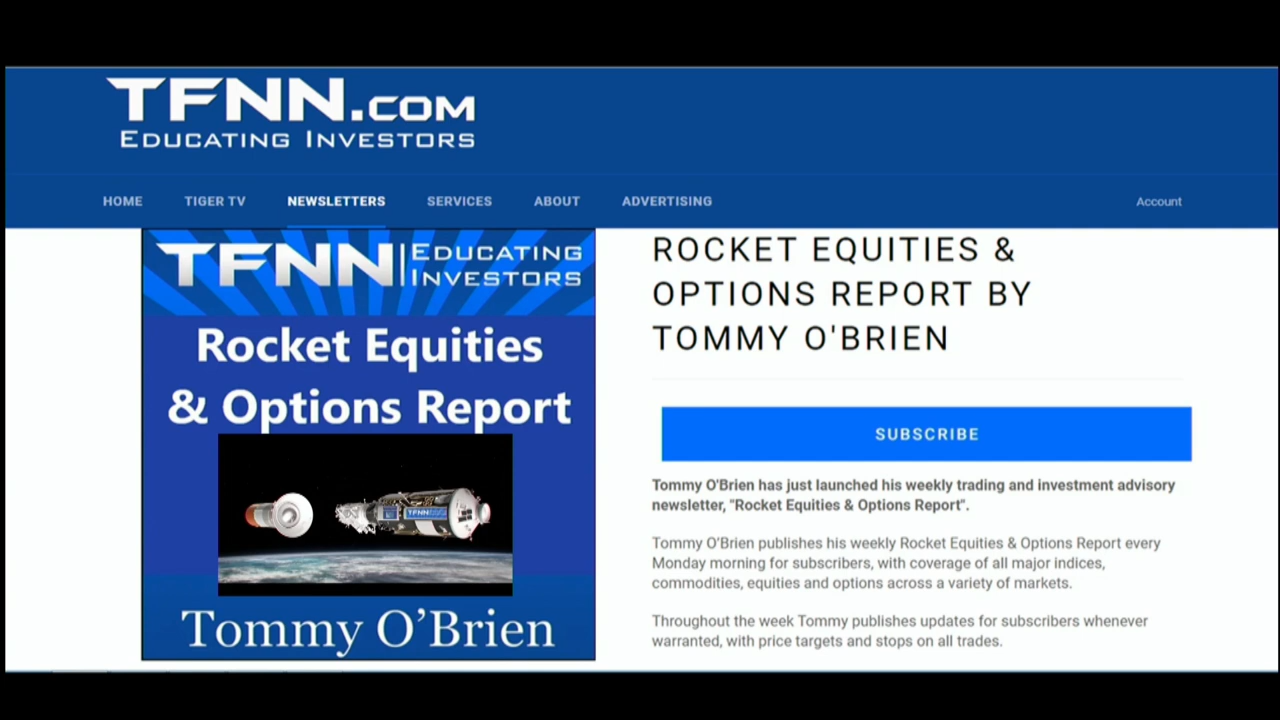 TFNN.COM
EDUCATING INVESTORS
HOME TIGER TV NEWSLETTERS SERVICES ABOUT ADVERTISING Account
TFNN EDUCATING
INVESTORS
Rocket Equities
& Options Report
TFNN
Tommy O’Brien
ROCKET EQUITIES &
OPTIONS REPORT BY
TOMMY O'BRIEN
SUBSCRIBE
Tommy O'Brien has just launched his weekly trading and investment advisory
newsletter, "Rocket Equities & Options Report".
Tommy O’Brien publishes his weekly Rocket Equities & Options Report every
Monday morning for subscribers, with coverage of all major indices,
commodities, equities and options across a variety of markets.
Throughout the week Tommy publishes updates for subscribers whenever
warranted, with price targets and stops on all trades.